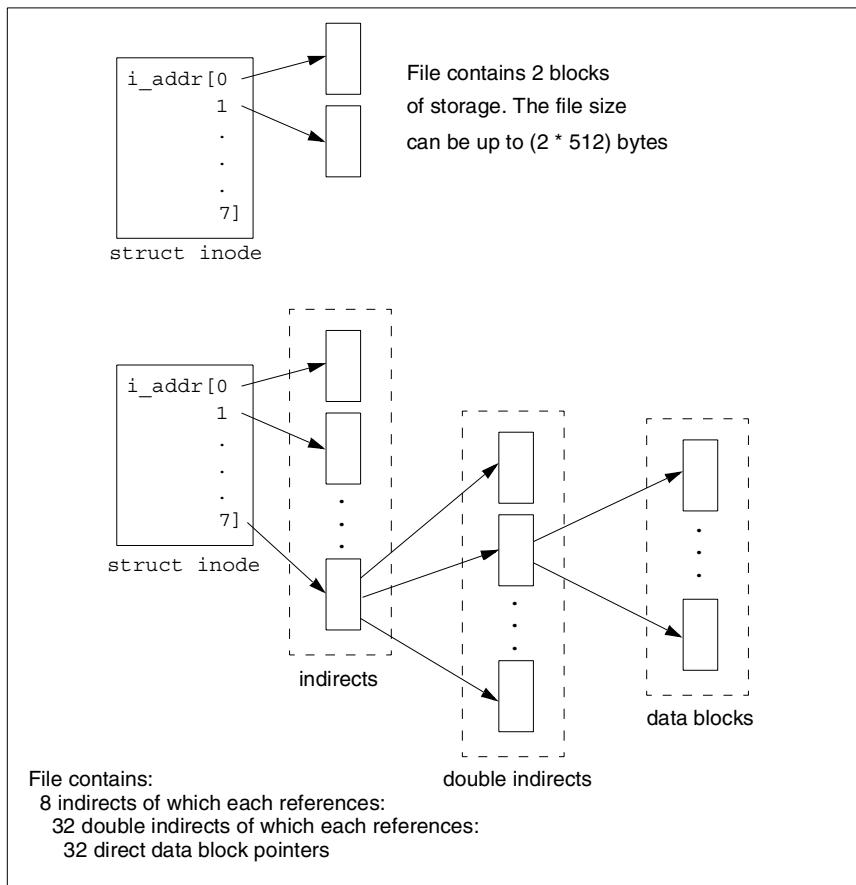 i_addr[0
1
.
.
.
7]
struct inode
File contains 2 blocks
of storage. The file size
can be up to (2 * 512) bytes
i_addr[0
1
.
.
.
7]
struct inode
indirects
double indirects
data blocks
File contains:
8 indirects of which each references:
32 double indirects of which each references:
32 direct data block pointers